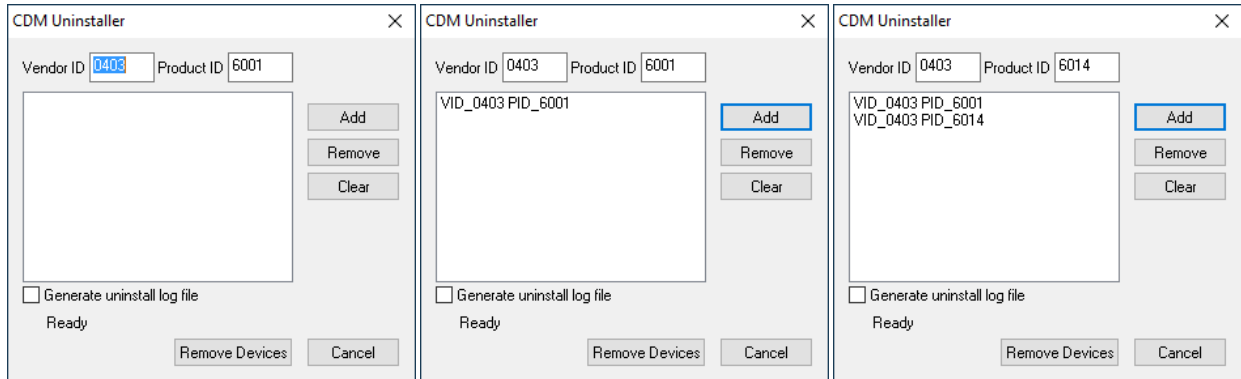 CDM Uninstaller
Vendor ID 0403 Product ID 6001
Add
Remove
Clear
Generate uninstall log file
Ready
Remove Devices Cancel
CDM Uninstaller
Vendor ID 0403 Product ID 6001
VID_0403 PID_6001
Add
Remove
Clear
Generate uninstall log file
Ready
Remove Devices Cancel
CDM Uninstaller
Vendor ID 0403 Product ID 6014
VID_0403 PID_6001
VID_0403 PID_6014
Add
Remove
Clear
Generate uninstall log file
Ready
Remove Devices Cancel